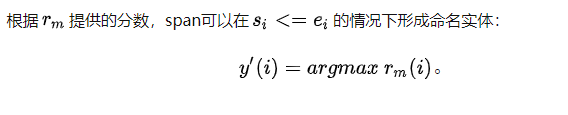 根据 r_m 提供的分数，span可以在 s_i <= e_i 的情况下形成命名实体：
y′(i) = argmax r_m(i)。